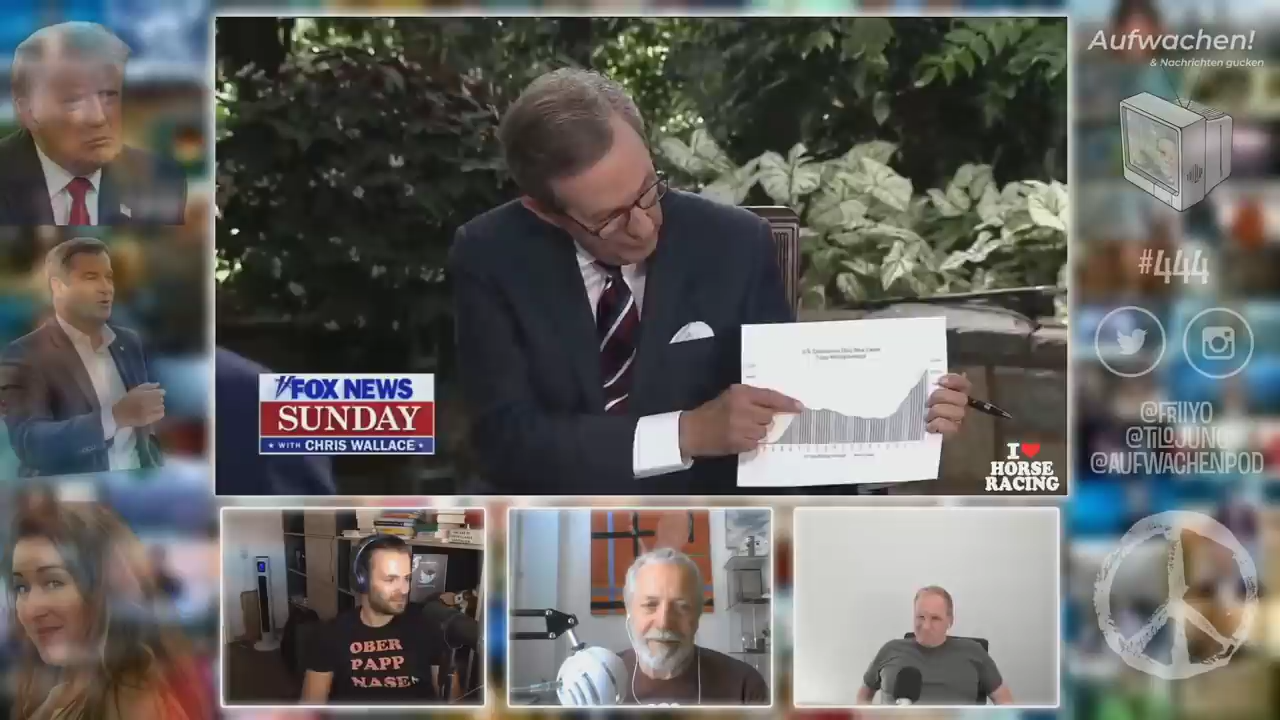 Aufwachen!
& Nachrichten gucken
#444
@FRIIYO
@TILOJUNG
@AUFWACHENPOD
FOX NEWS
SUNDAY
WITH CHRIS WALLACE
I
HORSE
RACING
OBER
PAPP
NASE